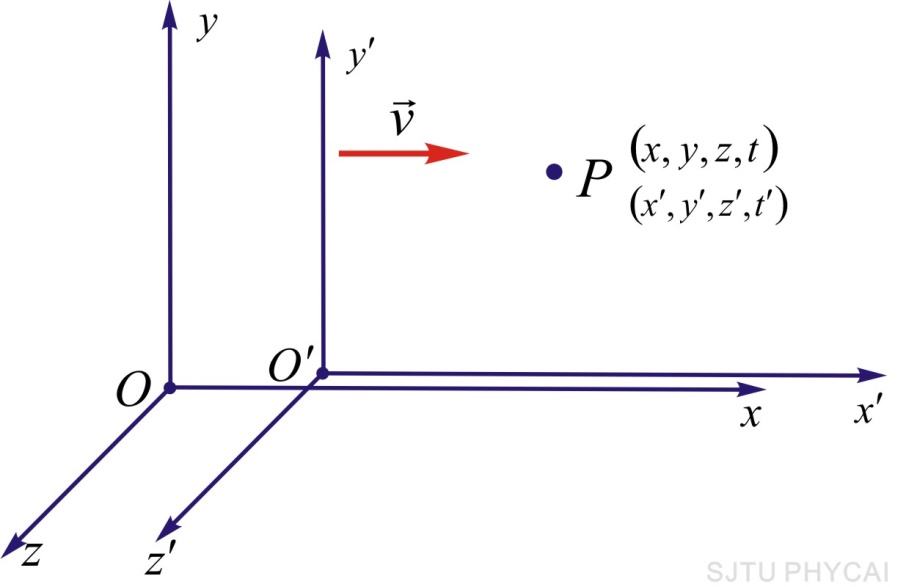 y
y′
v⃗
P (x, y, z, t)
(x′, y′, z′, t′)
O
O′
x
x′
z
z′
SJTU PHYCAI